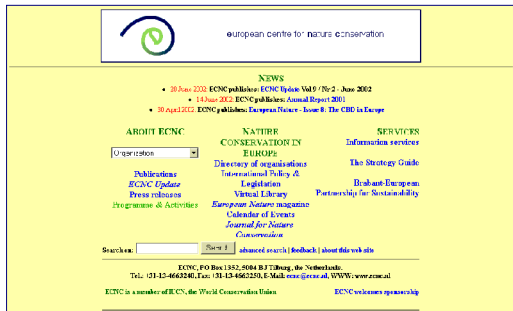 european centre for nature conservation
NEWS
20 June 2002: ECNC publishes: ECNC Update Vol 9 / Nr 2 - June 2002
14 June 2002: ECNC publishes: Annual Report 2001
30 April 2002: ECNC publishes: European Nature - Issue 8: The CBD in Europe
ABOUT ECNC
Organization
Publications
ECNC Update
Press releases
Programme & Activities
NATURE
CONSERVATION IN
EUROPE
Directory of organisations
International Policy &
Legislation
Virtual Library
European Nature magazine
Calendar of Events
Journal for Nature
Conservation
SERVICES
Information services
The Strategy Guide
Brabant-European
Partnership for Sustainability
Search on: Search advanced search | feedback | about this web site
ECNC, PO Box 1352, 5004 BJ Tilburg, the Netherlands.
Tel.: +31-13-4663240, Fax: +31-13-4663250, E-Mail: ecnc@ecnc.nl, WWW: www.ecnc.nl
ECNC is a member of IUCN, the World Conservation Union
ECNC welcomes sponsorship